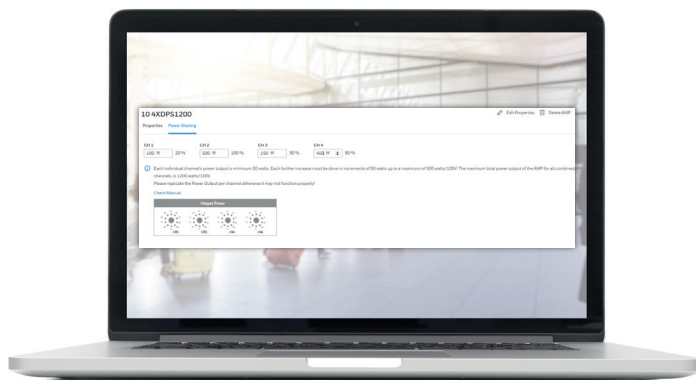 10 4XDPS1200
Edit Properties Delete AMP
Properties Power Sharing
CH 1 CH 2 CH 3 CH 4
100 W 20% 500 W 100% 150 W 30% 450 W 90%
Each individual channel's power output is minimum 50 watts. Each further increase must be done in increments of 50 watts up to a maximum of 500 watts/100V. The maximum total power output of the AMP for all combined
channels, is 1200 watts/100V
Please replicate the Power Output per channel otherwise it may not function properly!
Check Manual
Output Power